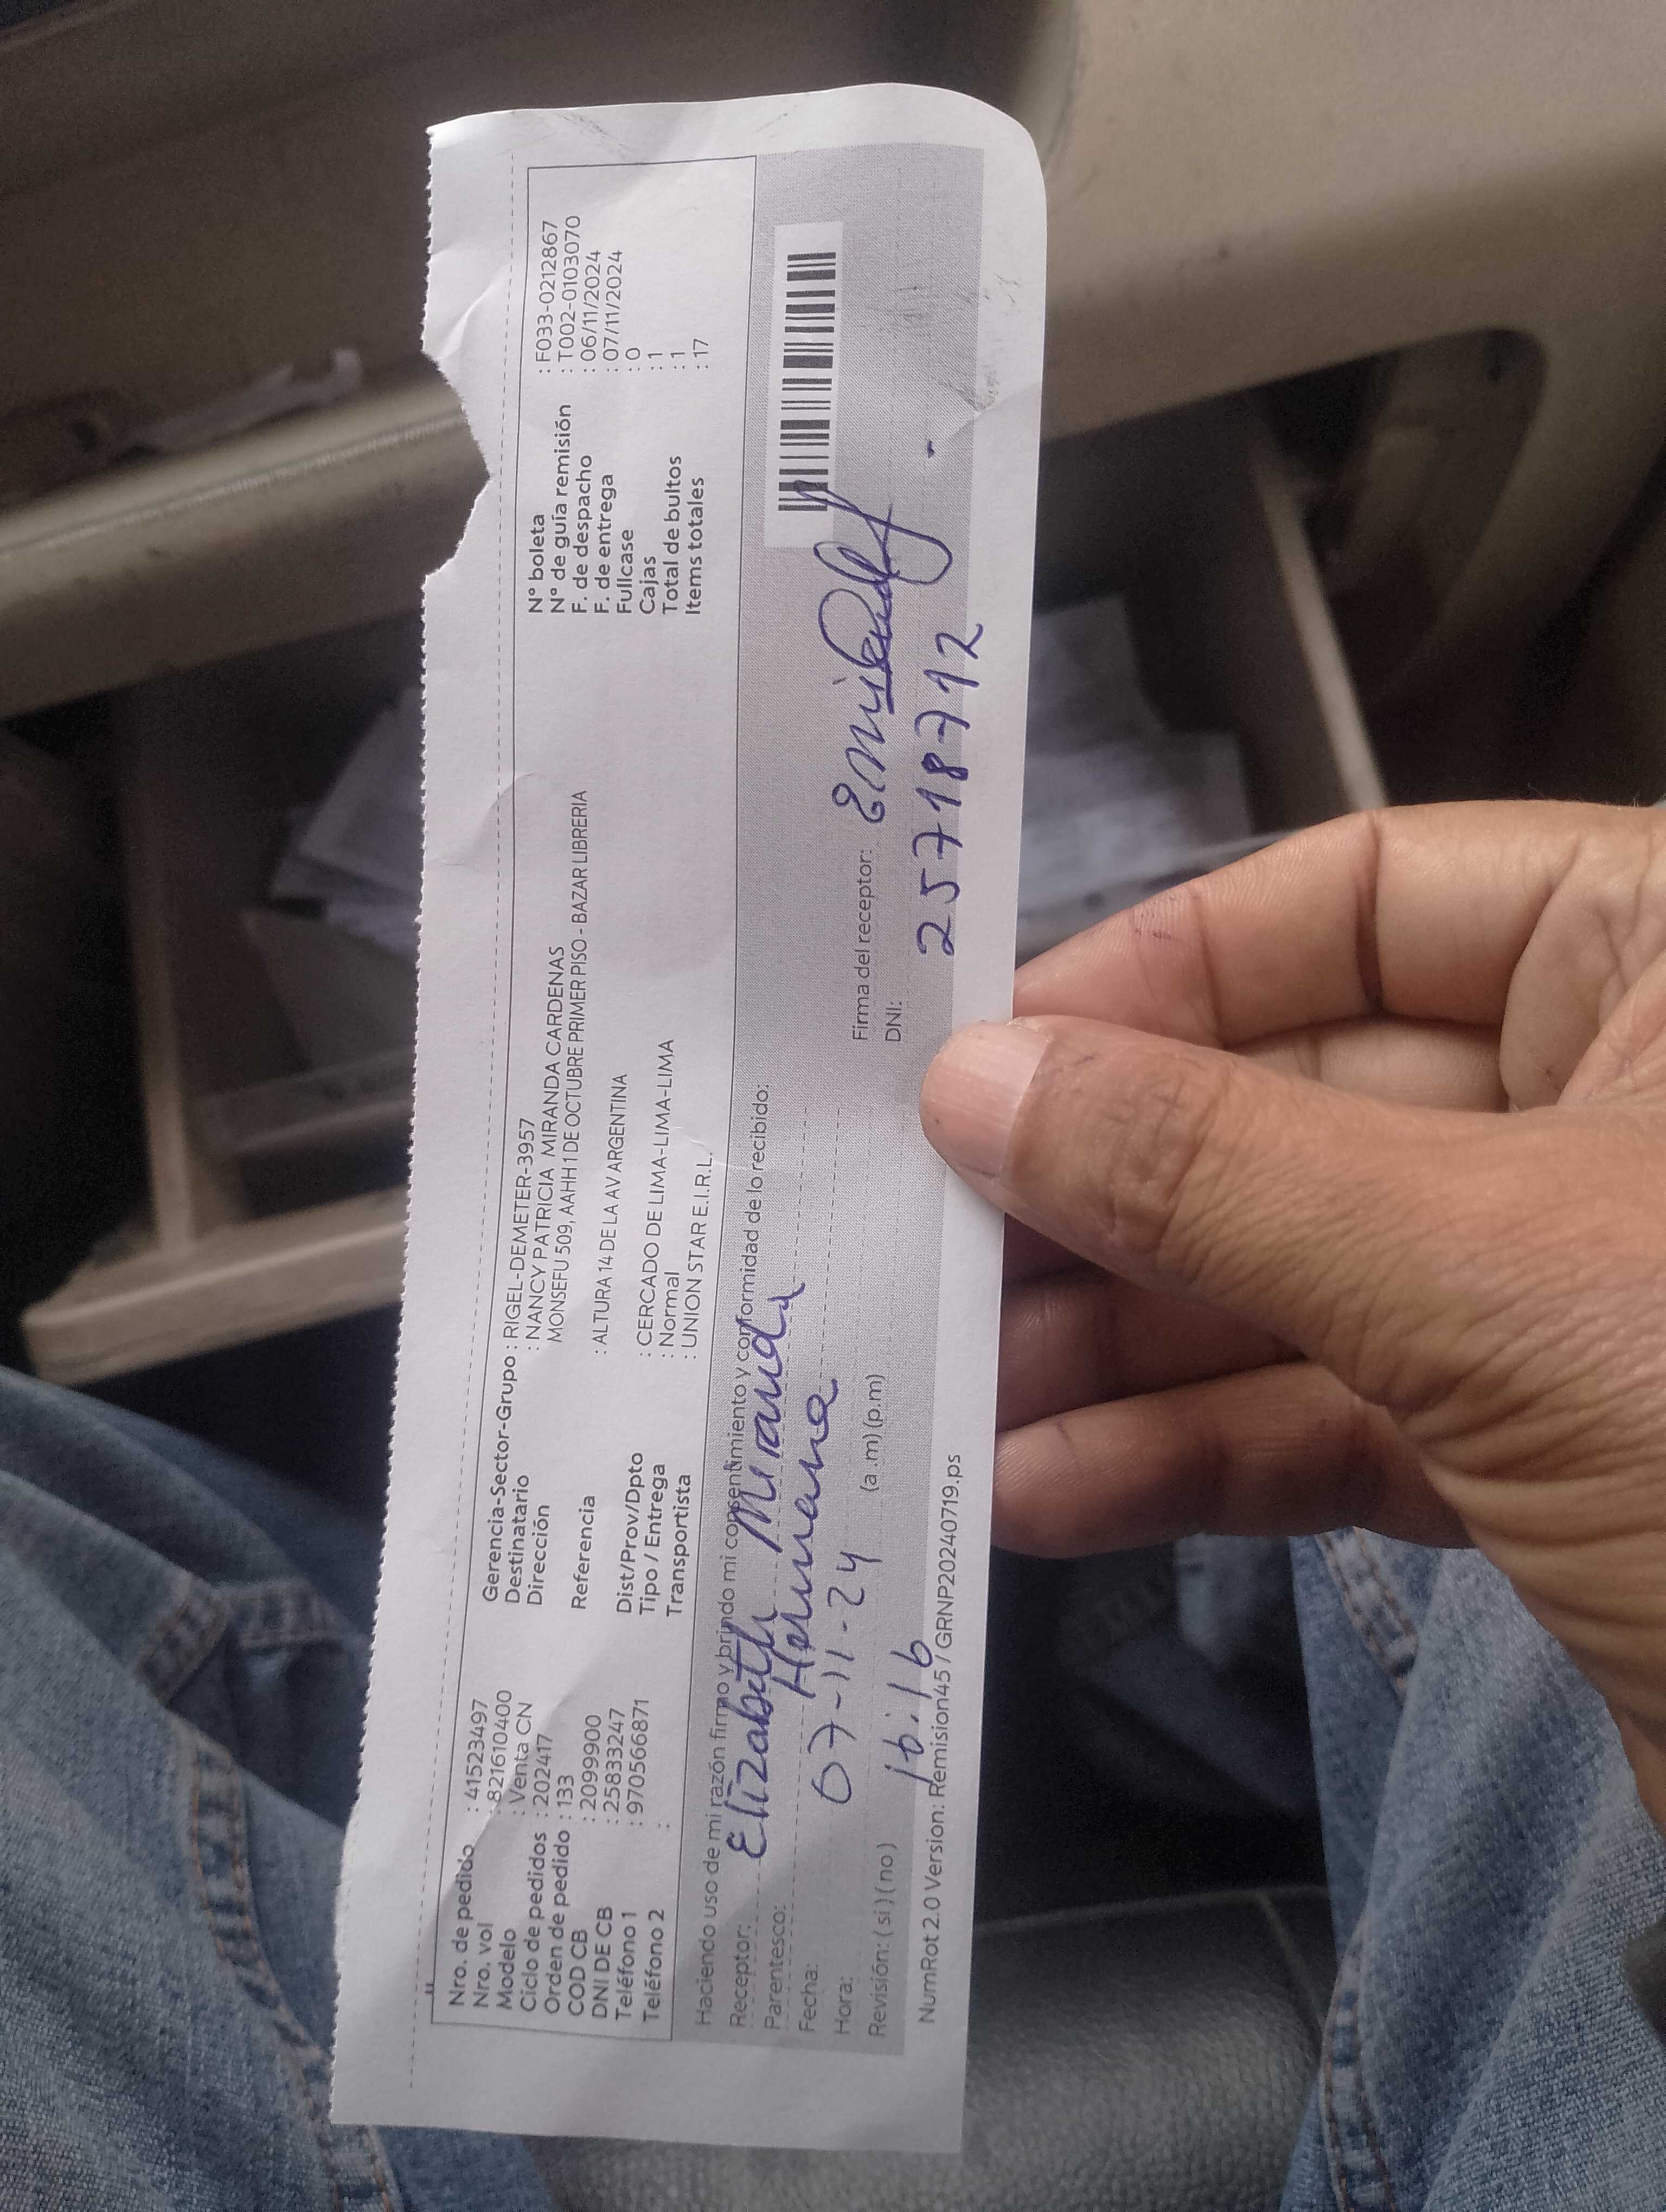 Nro. de pedido : 41523497
Nro. vol : 821610400
Modelo : Venta CN
Ciclo de pedidos : 202417
Orden de pedido : 133
COD CB : 2099900
DNI DE CB : 25833247
Teléfono 1 : 970566871
Teléfono 2 :
Gerencia-Sector-Grupo : RIGEL-DEMETER-3957
Destinatario : NANCY PATRICIA MIRANDA CARDENAS
Dirección MONSEFU 509, AAHH 1 DE OCTUBRE PRIMER PISO - BAZAR LIBRERIA
Referencia : ALTURA 14 DE LA AV ARGENTINA
Dist/Prov/Dpto : CERCADO DE LIMA-LIMA-LIMA
Tipo / Entrega : Normal
Transportista : UNION STAR E.I.R.L.
N° boleta : F033-0212867
N° de guía remisión : T002-0103070
F. de despacho : 06/11/2024
F. de entrega : 07/11/2024
Fullcase : 0
Cajas : 1
Total de bultos : 1
Items totales : 17
Haciendo uso de mi razón firmo y brindo mi consentimiento y conformidad de lo recibido:
Receptor: Elizabeth Miranda
Parentesco: Hermana
Fecha: 07-11-24
Hora: 16:16 (a .m) (p.m)
Revisión: ( si ) ( no )
Firma del receptor:
DNI: 25718712
NumRot 2.0 Version: Remision45 / GRNP20240719.ps